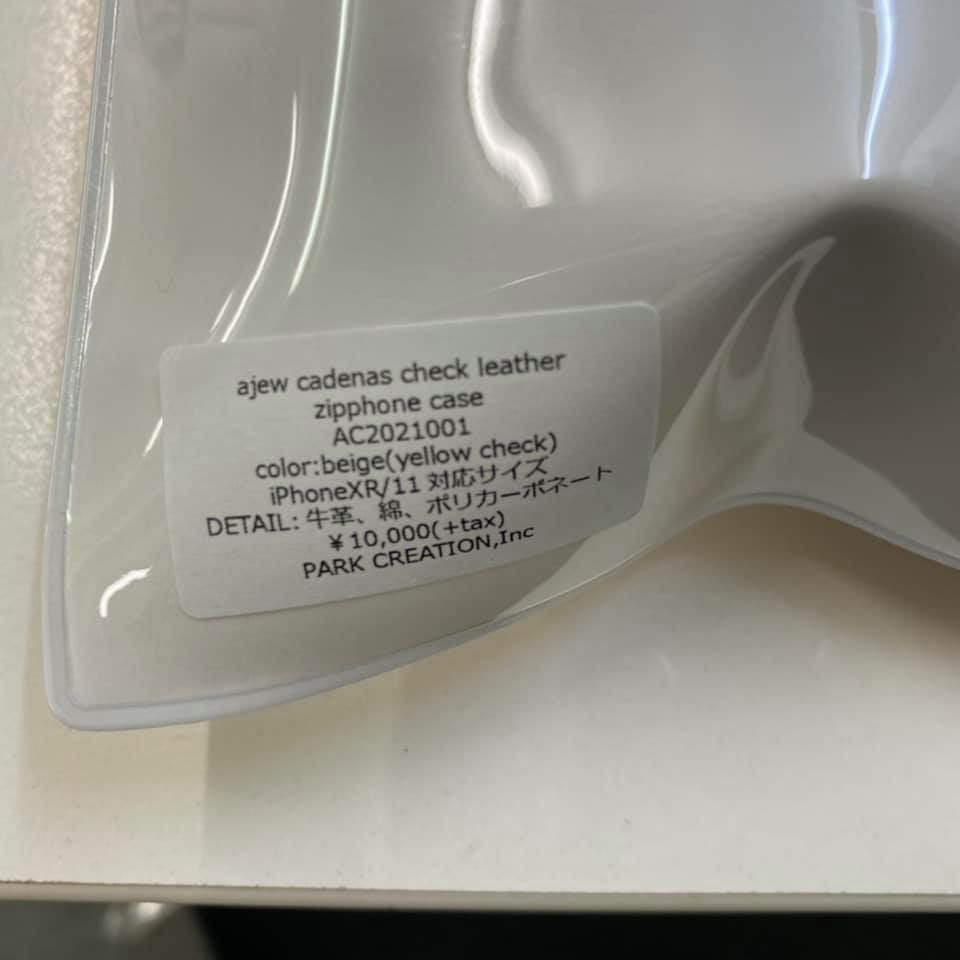 ajew cadenas check leather
zipphone case
AC2021001
color:beige(yellow check)
iPhoneXR/11 対応サイズ
DETAIL: 牛革、綿、ポリカーボネート
￥10,000(+tax)
PARK CREATION,Inc